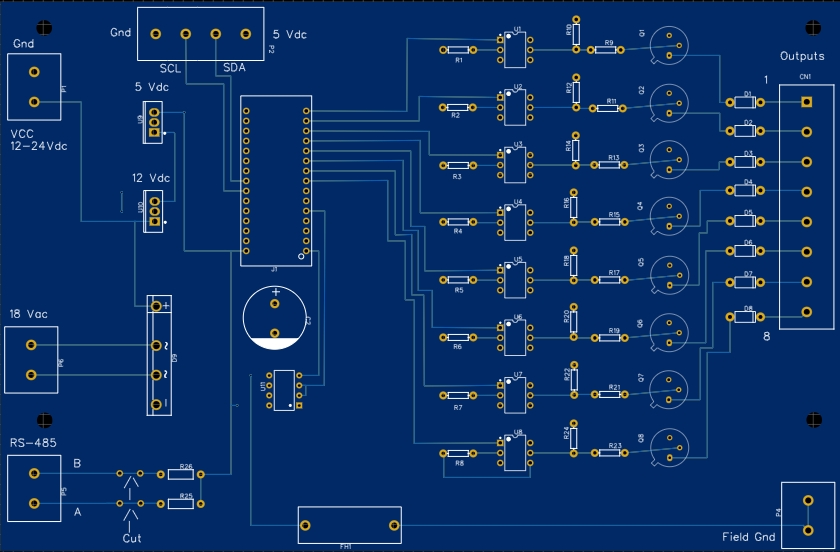 Gnd
P1
VCC
12-24Vdc
Gnd
5 Vdc
P2
SCL
SDA
5 Vdc
U9
12 Vdc
U10
J1
C2
18 Vac
P6
D9
+
~
~
-
U11
+
RS-485
B
P5
A
R26
R25
Cut
FH1
R1
U1
R10
R9
Q1
R2
U2
R12
R11
Q2
R3
U3
R14
R13
Q3
R4
U4
R16
R15
Q4
R5
U5
R18
R17
Q5
R6
U6
R20
R19
Q6
R7
U7
R22
R21
Q7
R8
U8
R24
R23
Q8
Outputs
CN1
1
D1
D2
D3
D4
D5
D6
D7
D8
8
P4
Field Gnd